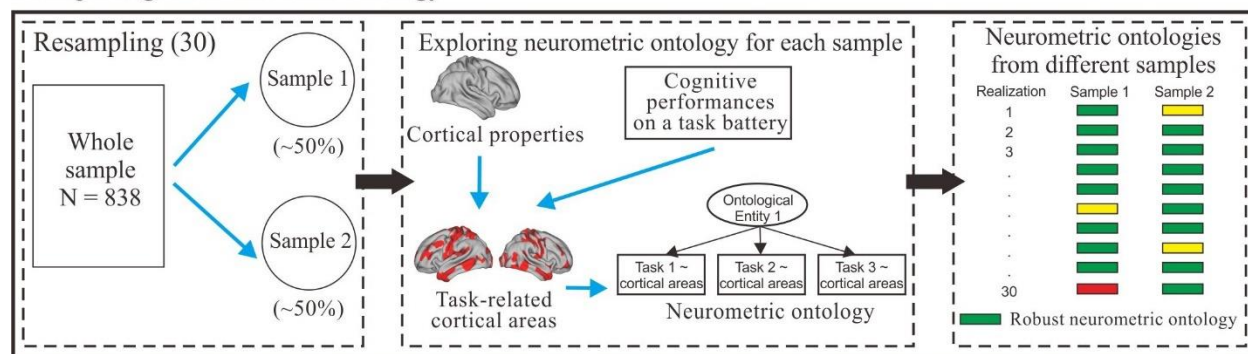 Resampling (30)
Whole
sample
N = 838
Sample 1
(~50%)
Sample 2
(~50%)
Exploring neurometric ontology for each sample
Cortical properties
Cognitive
performances
on a task battery
Task-related
cortical areas
Ontological
Entity 1
Task 1 ~
cortical areas
Task 2 ~
cortical areas
Task 3 ~
cortical areas
Neurometric ontology
Neurometric ontologies
from different samples
Realization Sample 1 Sample 2
1
2
3
.
.
.
.
.
.
30
Robust neurometric ontology